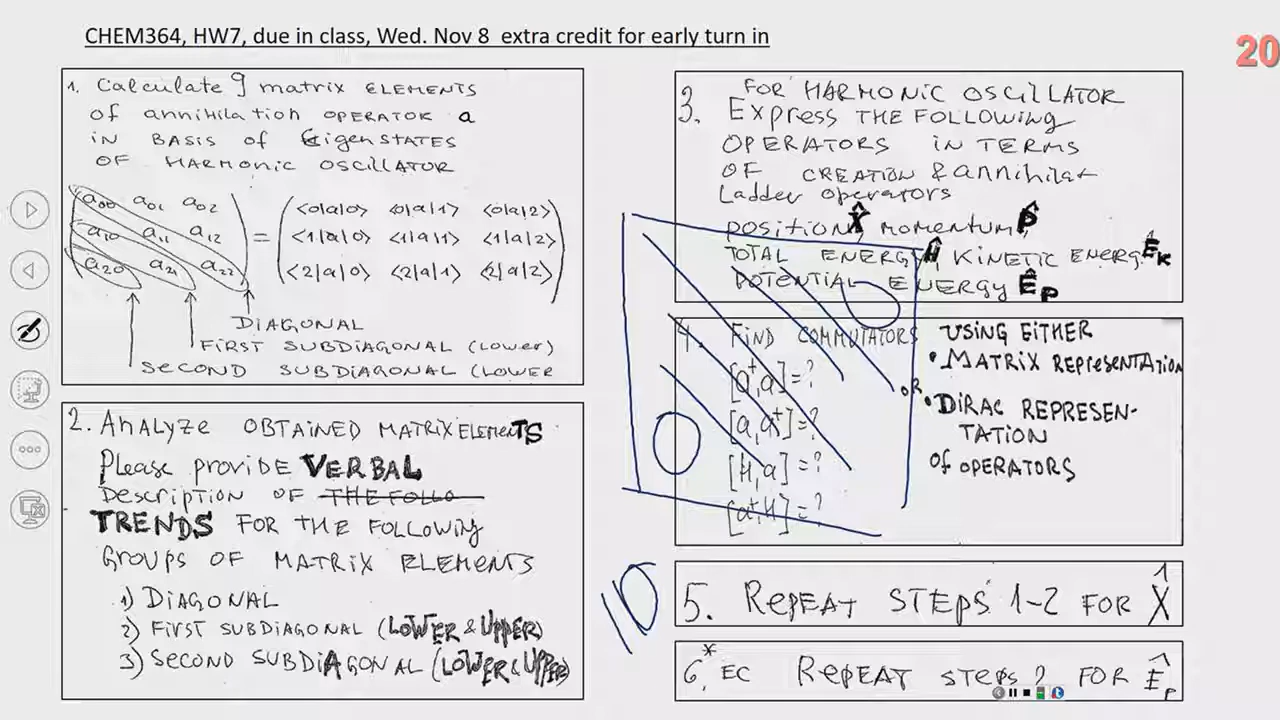 CHEM364, HW7, due in class, Wed. Nov 8 extra credit for early turn in
20
1. Calculate 9 matrix ELEMENTS
of annihilation OPERATOR a
in BASIS of EigenSTATES
OF HARMONIC OSCILLATOR
a00 a01 a02 <0|a|0> <0|a|1> <0|a|2>
a10 a11 a12 = <1|a|0> <1|a|1> <1|a|2>
a20 a21 a22 <2|a|0> <2|a|1> <2|a|2>
DIAGONAL
FIRST SUBDIAGONAL (LOWER)
SECOND SUBDIAGONAL (LOWER
2. Analyze OBTAINED MATRIX ELEMENTS
Please provide VERBAL
Description OF THE FOLLO
TRENDS FOR THE FOLLOWING
Groups OF MATRIX ELEMENTS
1) DIAGONAL
2) FIRST SUBDIAGONAL (LOWER & UPPER)
3) SECOND SUBDIAGONAL (LOWER & UPPER)
3. FOR HARMONIC OSCILLATOR
Express THE FOLLOWING
OPERATORS IN TERMS
OF CREATION & annihilat
Ladder operators
POSITION X̂ MOMENTUM, P̂
TOTAL ENERGY Ĥ, KINETIC ENERGY Ê_K
POTENTIAL ENERGY Ê_P
4. FIND COMMUTATORS
[a⁺,a]=?
[a,a⁺]=?
[H,a]=?
[a⁺,H]=?
USING EITHER
• MATRIX REPRESENTATION
OR
• DIRAC REPRESEN-
TATION
OF OPERATORS
10
5. REPEAT STEPS 1-2 FOR X̂
6.* EC REPEAT steps ? FOR Ê_P